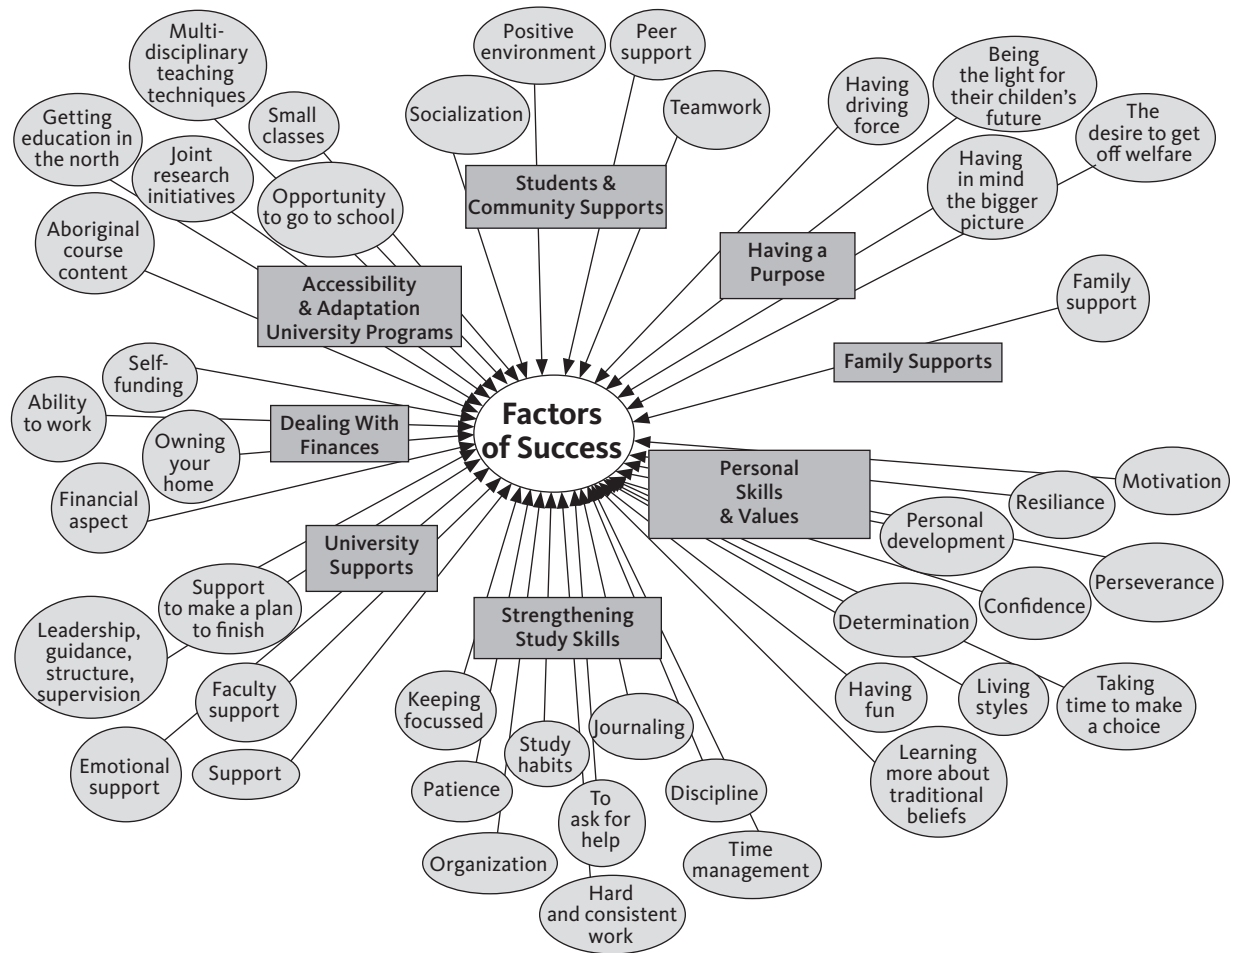 Multi-
disciplinary
teaching
techniques
Small
classes
Getting
education in
the north
Joint
research
initiatives
Opportunity
to go to school
Aboriginal
course
content
Accessibility
& Adaptation
University Programs
Positive
environment
Peer
support
Socialization
Teamwork
Students &
Community Supports
Having
driving
force
Being
the light for
their childen's
future
The
desire to get
off welfare
Having
in mind
the bigger
picture
Having a
Purpose
Family
support
Family Supports
Self-
funding
Ability
to work
Owning
your
home
Financial
aspect
Dealing With
Finances
Factors
of Success
Personal
Skills
& Values
Motivation
Resiliance
Personal
development
Perseverance
Confidence
Determination
Having
fun
Living
styles
Taking
time to make
a choice
Learning
more about
traditional
beliefs
University
Supports
Support
to make a plan
to finish
Leadership,
guidance,
structure,
supervision
Faculty
support
Emotional
support
Support
Strengthening
Study Skills
Keeping
focussed
Journaling
Study
habits
Patience
To
ask for
help
Discipline
Organization
Time
management
Hard
and consistent
work